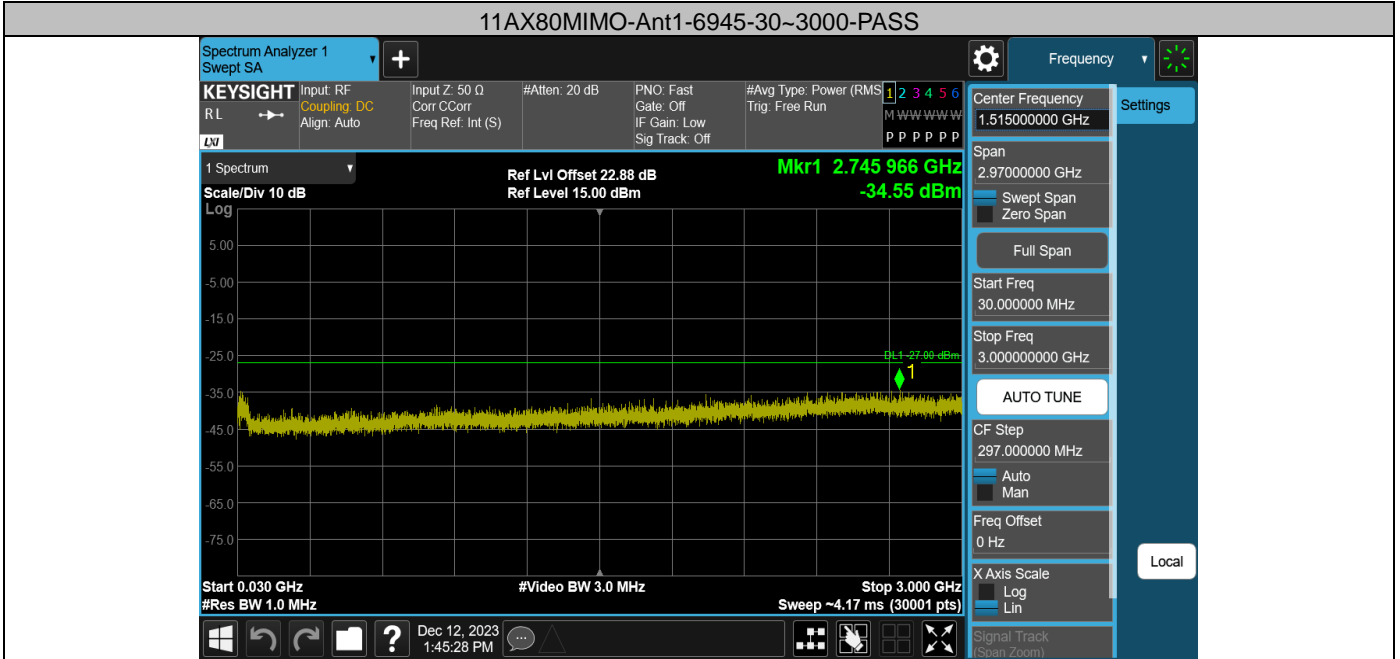 11AX80MIMO-Ant1-6945-30~3000-PASS
Spectrum Analyzer 1
Swept SA
+
Frequency
KEYSIGHT
RL
LXI
Input: RF
Coupling: DC
Align: Auto
Input Z: 50 Ω
Corr CCorr
Freq Ref: Int (S)
#Atten: 20 dB
PNO: Fast
Gate: Off
IF Gain: Low
Sig Track: Off
#Avg Type: Power (RMS
Trig: Free Run
1 2 3 4 5 6
M W W W W W
P P P P P P
1 Spectrum
Scale/Div 10 dB
Ref Lvl Offset 22.88 dB
Ref Level 15.00 dBm
Mkr1 2.745 966 GHz
-34.55 dBm
Log
5.00
-5.00
-15.0
-25.0
-35.0
-45.0
-55.0
-65.0
-75.0
DL1 -27.00 dBm
1
Start 0.030 GHz
#Res BW 1.0 MHz
#Video BW 3.0 MHz
Stop 3.000 GHz
Sweep ~4.17 ms (30001 pts)
Center Frequency
1.515000000 GHz
Span
2.97000000 GHz
Swept Span
Zero Span
Full Span
Start Freq
30.000000 MHz
Stop Freq
3.000000000 GHz
AUTO TUNE
CF Step
297.000000 MHz
Auto
Man
Freq Offset
0 Hz
X Axis Scale
Log
Lin
Signal Track
(Span Zoom)
Settings
Local
?
Dec 12, 2023
1:45:28 PM